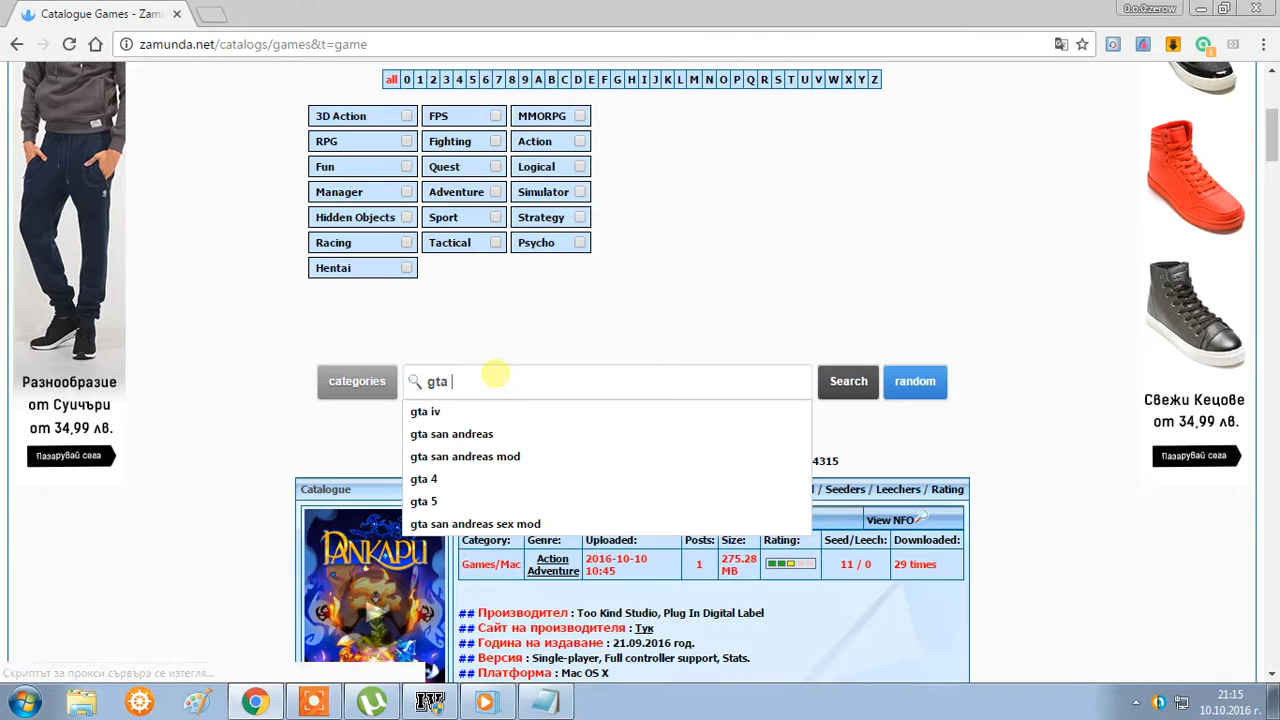 Catalogue Games - Zamu
0.o.0:zerow
zamunda.net/catalogs/games&t=game
all 0 1 2 3 4 5 6 7 8 9 A B C D E F G H I J K L M N O P Q R S T U V W X Y Z
3D Action FPS MMORPG
RPG Fighting Action
Fun Quest Logical
Manager Adventure Simulator
Hidden Objects Sport Strategy
Racing Tactical Psycho
Hentai
categories gta Search random
gta iv
gta san andreas
gta san andreas mod
gta 4
gta 5
gta san andreas sex mod
4315
Catalogue / Seeders / Leechers / Rating
View NFO
Category: Genre: Uploaded: Posts: Size: Rating: Seed/Leech: Downloaded:
Games/Mac Action Adventure 2016-10-10 10:45 1 275.28 MB 11 / 0 29 times
PANKAPU
## Производител : Too Kind Studio, Plug In Digital Label
## Сайт на производителя : Тук
## Година на издаване : 21.09.2016 год.
## Версия : Single-player, Full controller support, Stats.
## Платформа : Mac OS X
Разнообразие
от Суичъри
от 34,99 лв.
Пазарувай сега
Свежи Кецове
от 34,99 лв.
Пазарувай сега
Скриптът за прокси сървъра се изтегля...
IV
21:15
10.10.2016 г.